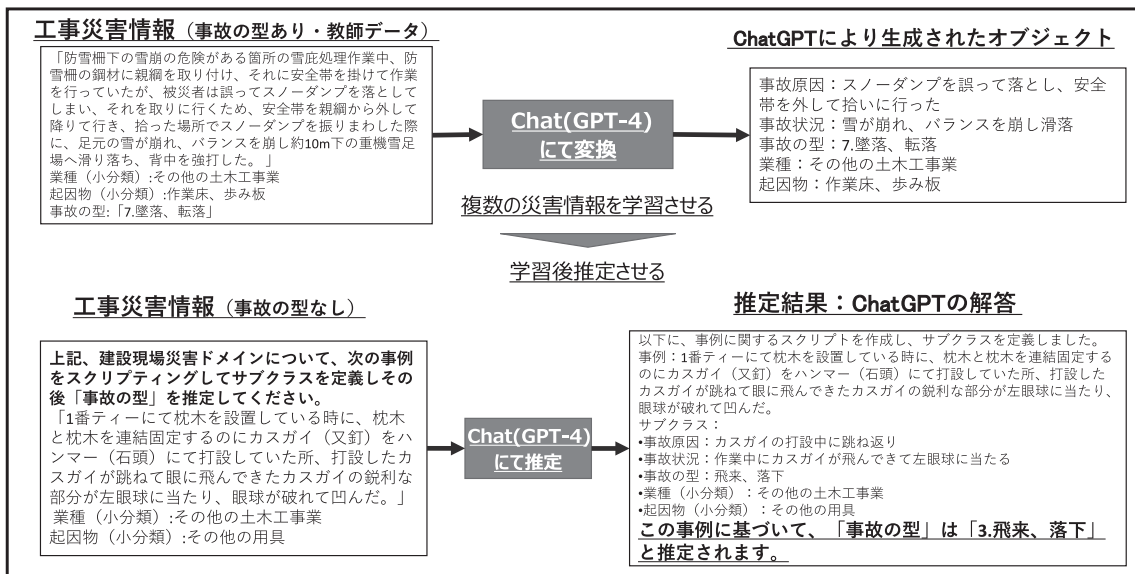 工事災害情報（事故の型あり・教師データ）
「防雪柵下の雪崩の危険がある箇所の雪庇処理作業中、防
雪柵の鋼材に親綱を取り付け、それに安全帯を掛けて作業
を行っていたが、被災者は誤ってスノーダンプを落として
しまい、それを取りに行くため、安全帯を親綱から外して
降りて行き、拾った場所でスノーダンプを振りまわした際
に、足元の雪が崩れ、バランスを崩し約10m下の重機雪足
場へ滑り落ち、背中を強打した。」
業種（小分類）:その他の土木工事業
起因物（小分類）:作業床、歩み板
事故の型:「7.墜落、転落」
Chat(GPT-4)
にて変換
ChatGPTにより生成されたオブジェクト
事故原因：スノーダンプを誤って落とし、安全
帯を外して拾いに行った
事故状況：雪が崩れ、バランスを崩し滑落
事故の型：7.墜落、転落
業種：その他の土木工事業
起因物：作業床、歩み板
複数の災害情報を学習させる
学習後推定させる
工事災害情報（事故の型なし）
上記、建設現場災害ドメインについて、次の事例
をスクリプティングしてサブクラスを定義しその
後「事故の型」を推定してください。
「1番ティーにて枕木を設置している時に、枕木
と枕木を連結固定するのにカスガイ（又釘）をハ
ンマー（石頭）にて打設していた所、打設したカ
スガイが跳ねて眼に飛んできたカスガイの鋭利な
部分が左眼球に当たり、眼球が破れて凹んだ。」
業種（小分類）:その他の土木工事業
起因物（小分類）:その他の用具
Chat(GPT-4)
にて推定
推定結果：ChatGPTの解答
以下に、事例に関するスクリプトを作成し、サブクラスを定義しました。
事例：1番ティーにて枕木を設置している時に、枕木と枕木を連結固定する
のにカスガイ（又釘）をハンマー（石頭）にて打設していた所、打設した
カスガイが跳ねて眼に飛んできたカスガイの鋭利な部分が左眼球に当たり、
眼球が破れて凹んだ。
サブクラス：
•事故原因：カスガイの打設中に跳ね返り
•事故状況：作業中にカスガイが飛んできて左眼球に当たる
•事故の型：飛来、落下
•業種（小分類）：その他の土木工事業
•起因物（小分類）：その他の用具
この事例に基づいて、「事故の型」は「3.飛来、落下」
と推定されます。